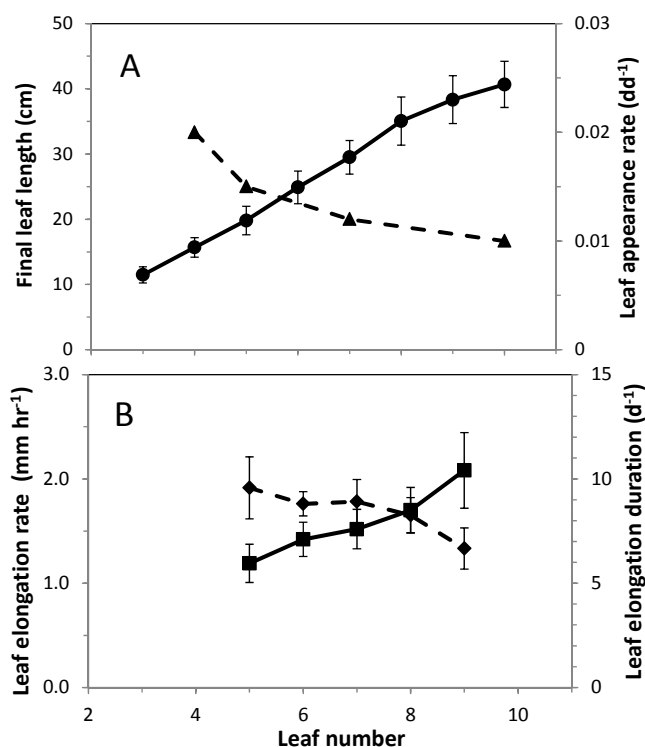 50
40
30
20
10
0
Final leaf length (cm)
A
0.03
0.02
0.01
0
Leaf appearance rate (dd-1)
3.0
2.0
1.0
0.0
Leaf elongation rate (mm hr-1)
B
15
10
5
0
Leaf elongation duration (d-1)
2 4 6 8 10
Leaf number